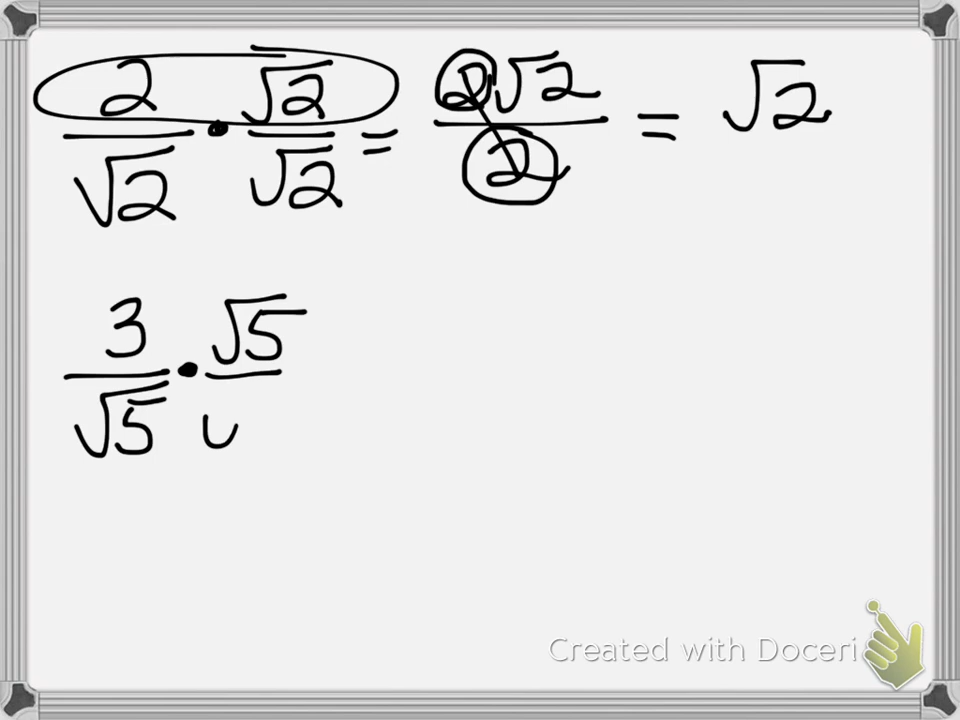 2/√2 · √2/√2 = 2√2/2 = √2
3/√5 · √5/
Created with Doceri